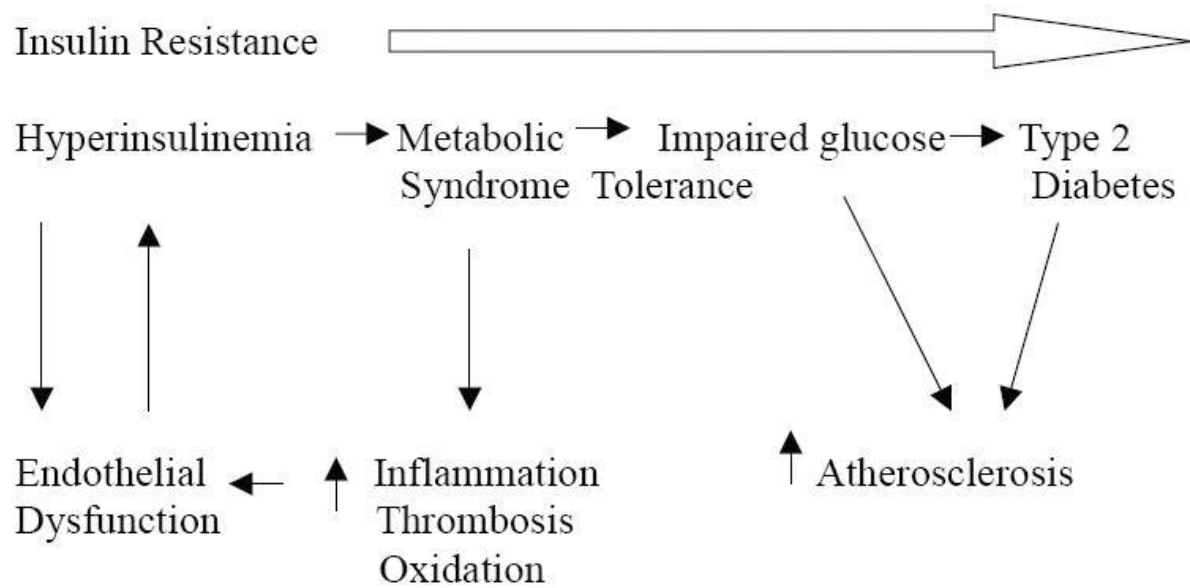 Insulin Resistance
Hyperinsulinemia Metabolic Impaired glucose Type 2
Syndrome Tolerance Diabetes
Endothelial Inflammation Atherosclerosis
Dysfunction Thrombosis
Oxidation